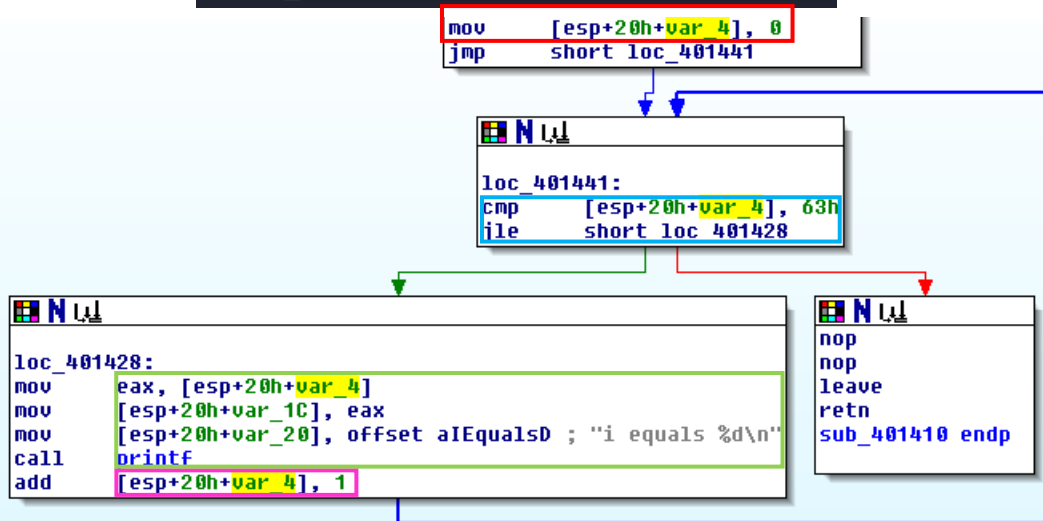 mov [esp+20h+var_4], 0
jmp short loc_401441
N
loc_401441:
cmp [esp+20h+var_4], 63h
jle short loc_401428
N
loc_401428:
mov eax, [esp+20h+var_4]
mov [esp+20h+var_1C], eax
mov [esp+20h+var_20], offset aIEqualsD ; "i equals %d\n"
call printf
add [esp+20h+var_4], 1
N
nop
nop
leave
retn
sub_401410 endp